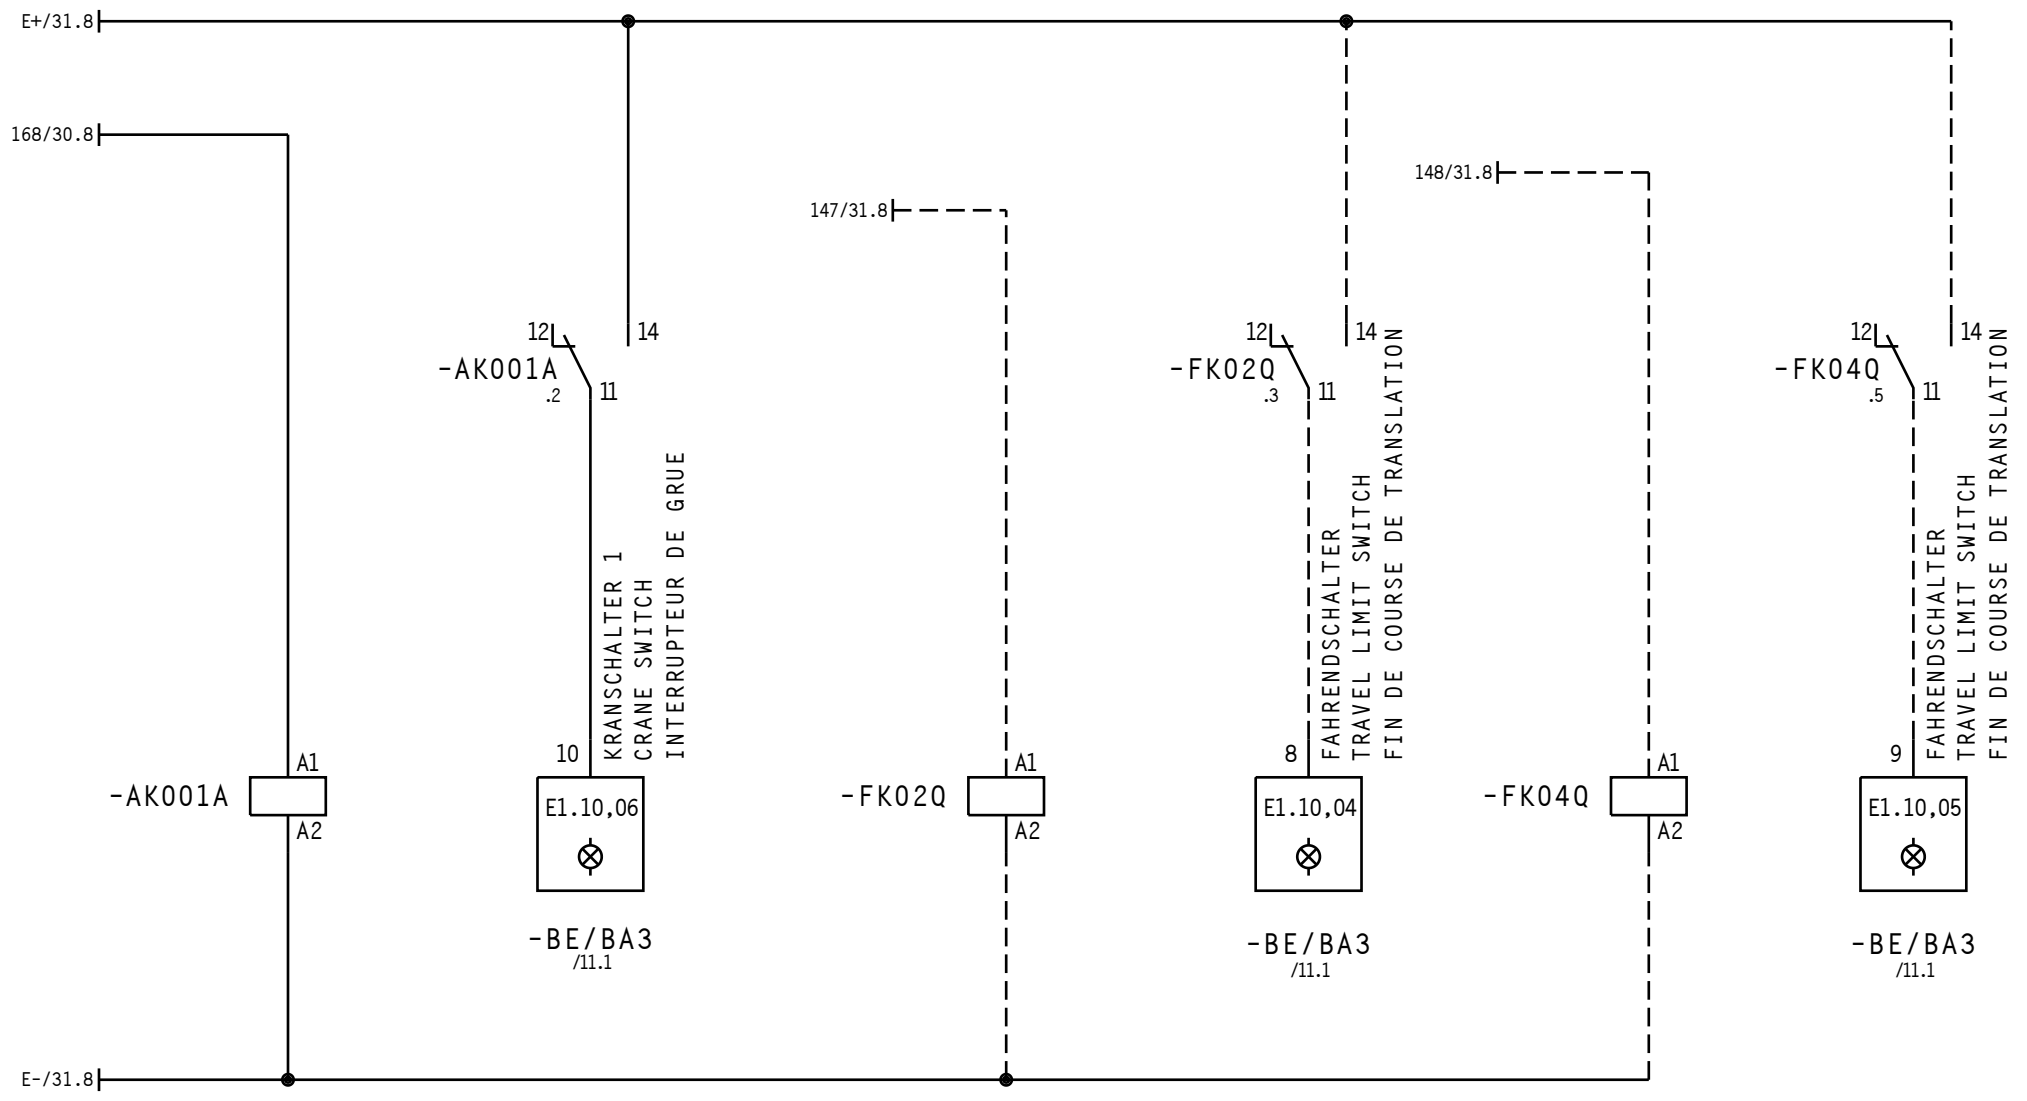 E+/31.8
168/30.8
148/31.8
147/31.8
12
14
-AK001A
.2
11
12
14
-FK02Q
.3
11
12
14
-FK04Q
.5
11
KRANSCHALTER 1
CRANE SWITCH
INTERRUPTEUR DE GRUE
FAHRENDSCHALTER
TRAVEL LIMIT SWITCH
FIN DE COURSE DE TRANSLATION
FAHRENDSCHALTER
TRAVEL LIMIT SWITCH
FIN DE COURSE DE TRANSLATION
A1
-AK001A
A2
10
E1.10,06
-BE/BA3
/11.1
A1
-FK02Q
A2
8
E1.10,04
-BE/BA3
/11.1
A1
-FK04Q
A2
9
E1.10,05
-BE/BA3
/11.1
E-/31.8